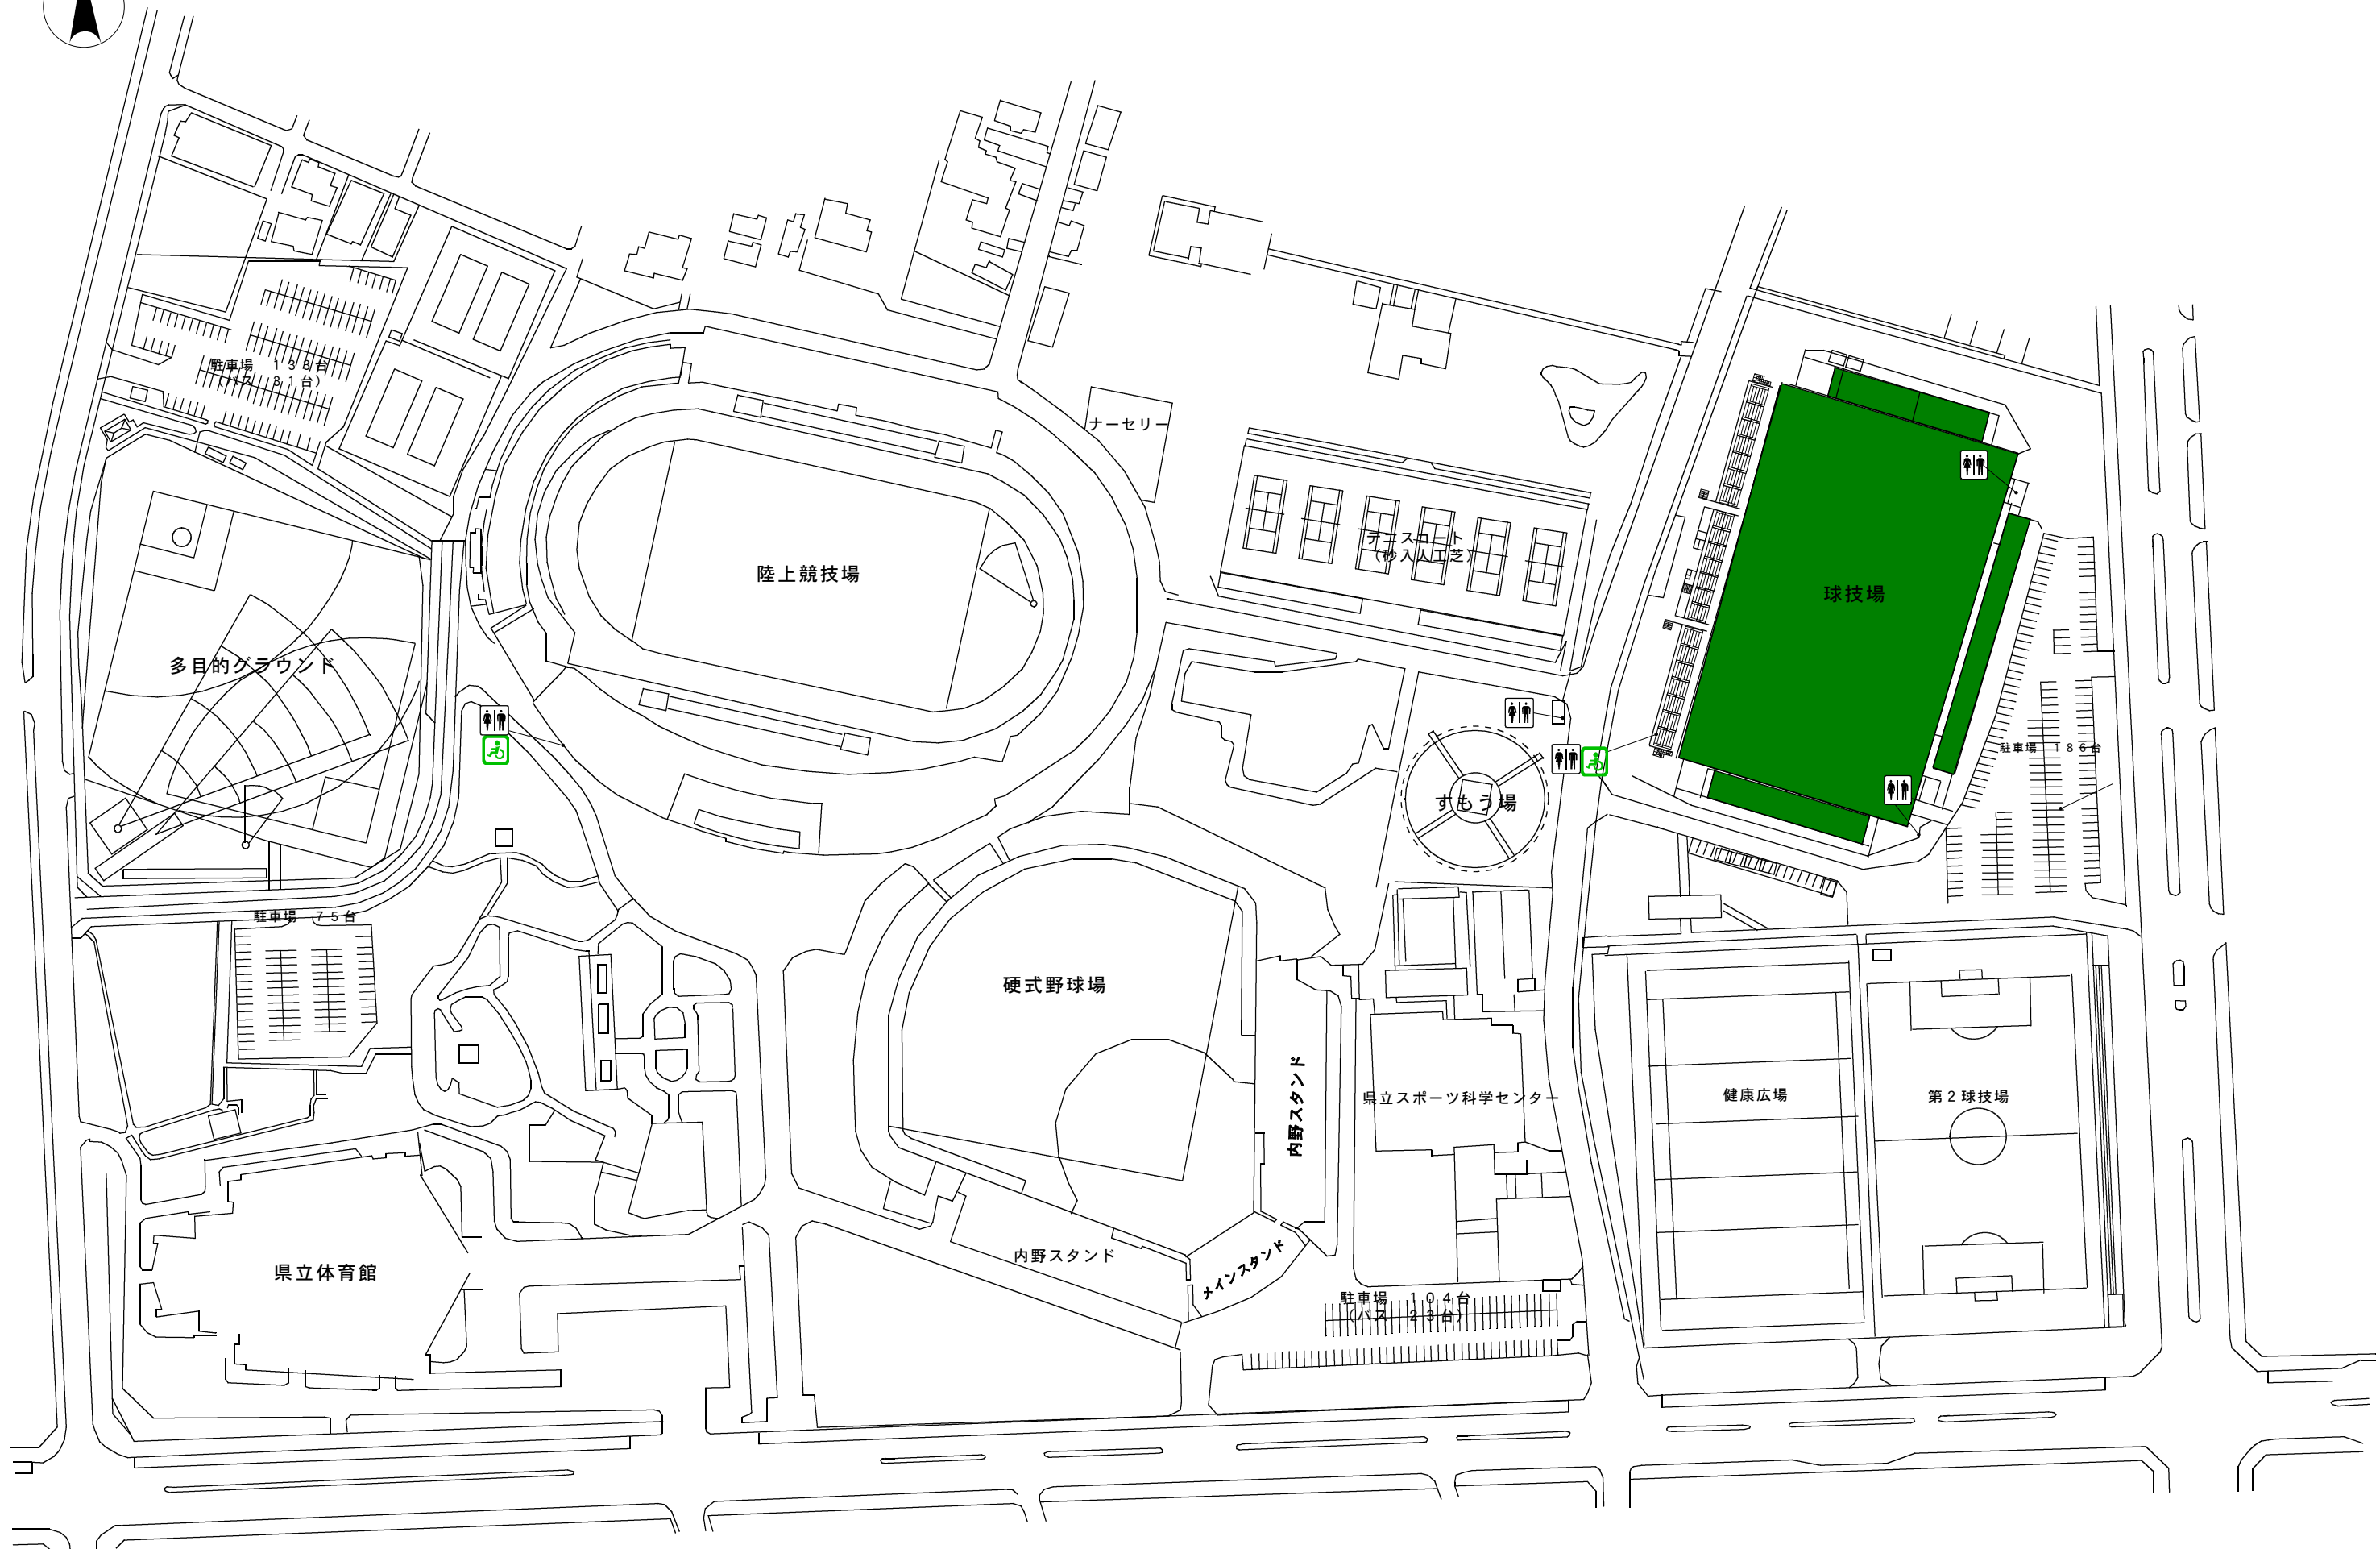 駐車場　１３３台
（バス　３１台）
ナーセリー
テニスコート
（砂入人工芝）
陸上競技場
球技場
多目的グラウンド
駐車場　１８６台
すもう場
駐車場　７５台
硬式野球場
内野スタンド
県立スポーツ科学センター
健康広場
第２球技場
内野スタンド
メインスタンド
県立体育館
駐車場　１０４台
（バス　２３台）